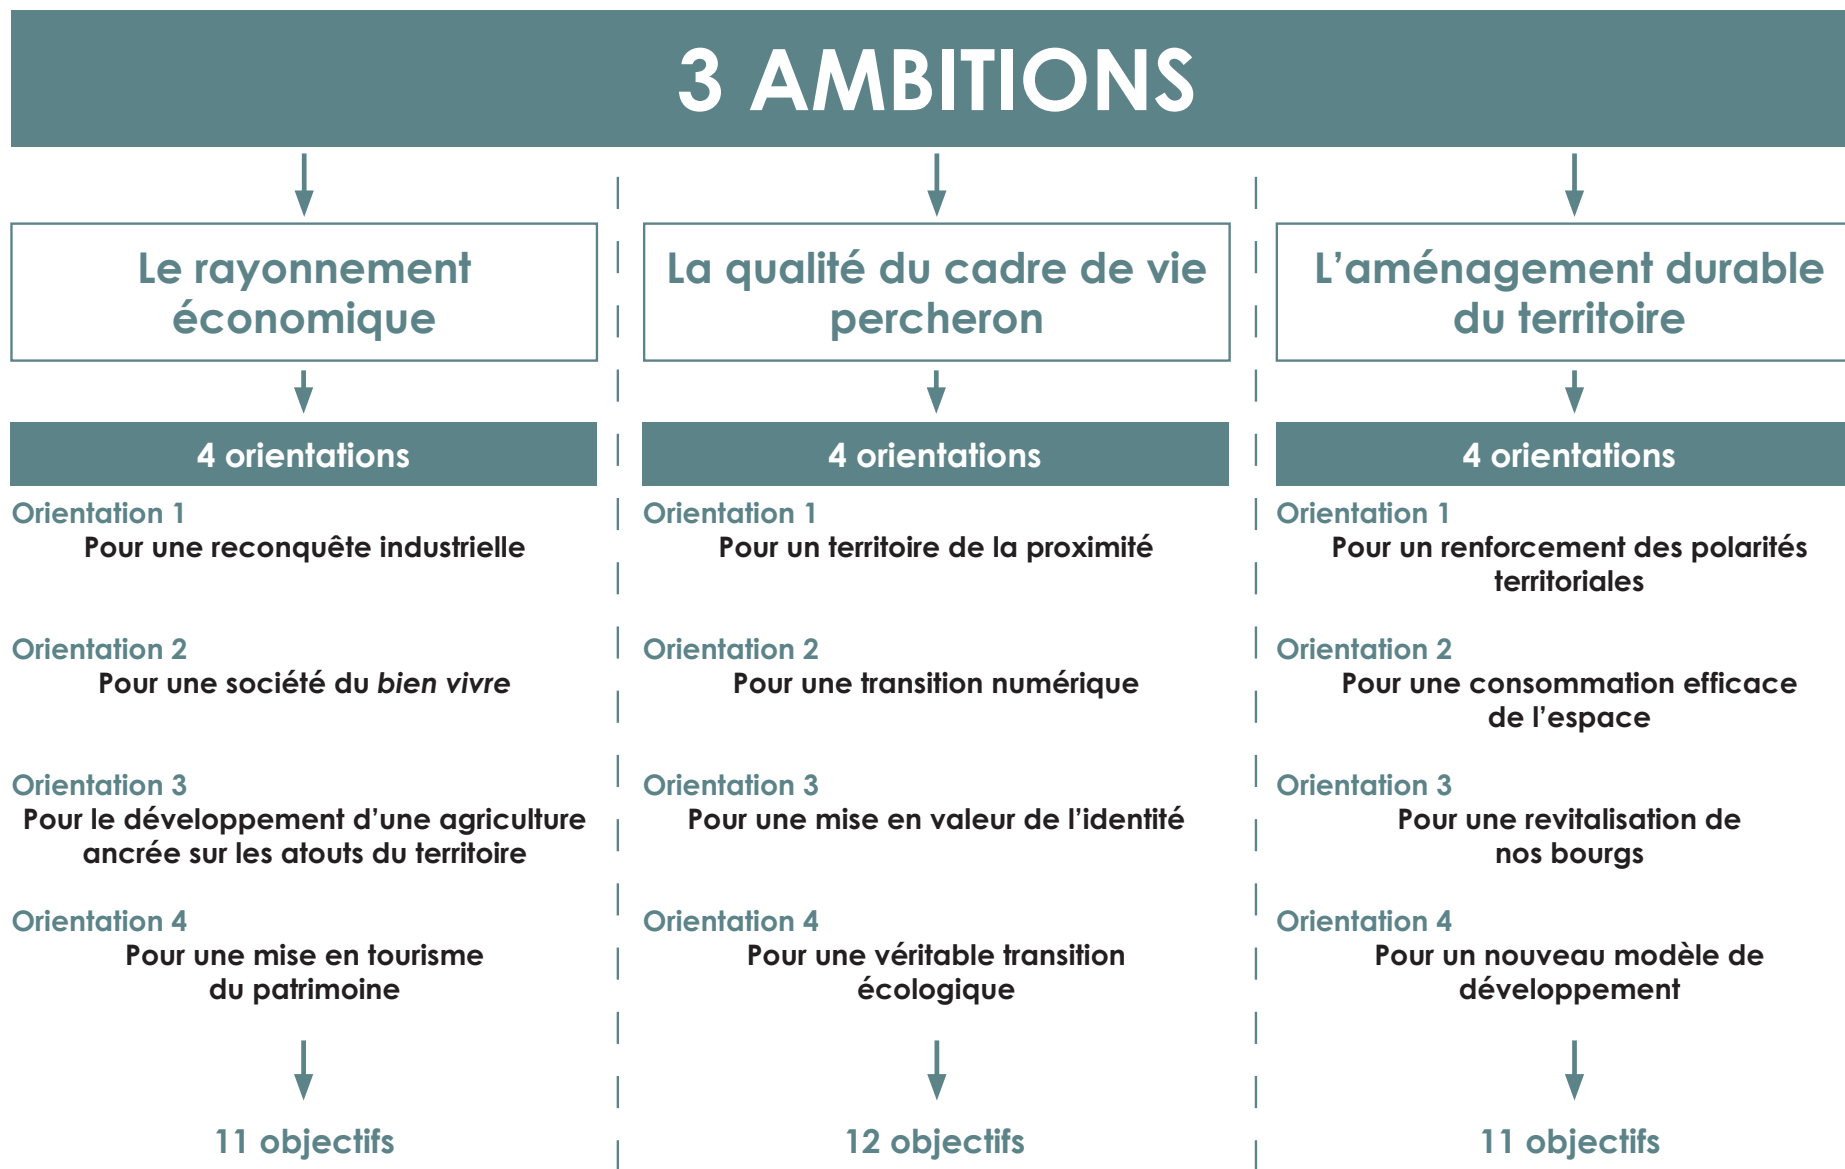 3 AMBITIONS
Le rayonnement
économique
4 orientations
Orientation 1
Pour une reconquête industrielle
Orientation 2
Pour une société du bien vivre
Orientation 3
Pour le développement d’une agriculture
ancrée sur les atouts du territoire
Orientation 4
Pour une mise en tourisme
du patrimoine
11 objectifs
La qualité du cadre de vie
percheron
4 orientations
Orientation 1
Pour un territoire de la proximité
Orientation 2
Pour une transition numérique
Orientation 3
Pour une mise en valeur de l’identité
Orientation 4
Pour une véritable transition
écologique
12 objectifs
L’aménagement durable
du territoire
4 orientations
Orientation 1
Pour un renforcement des polarités
territoriales
Orientation 2
Pour une consommation efficace
de l’espace
Orientation 3
Pour une revitalisation de
nos bourgs
Orientation 4
Pour un nouveau modèle de
développement
11 objectifs